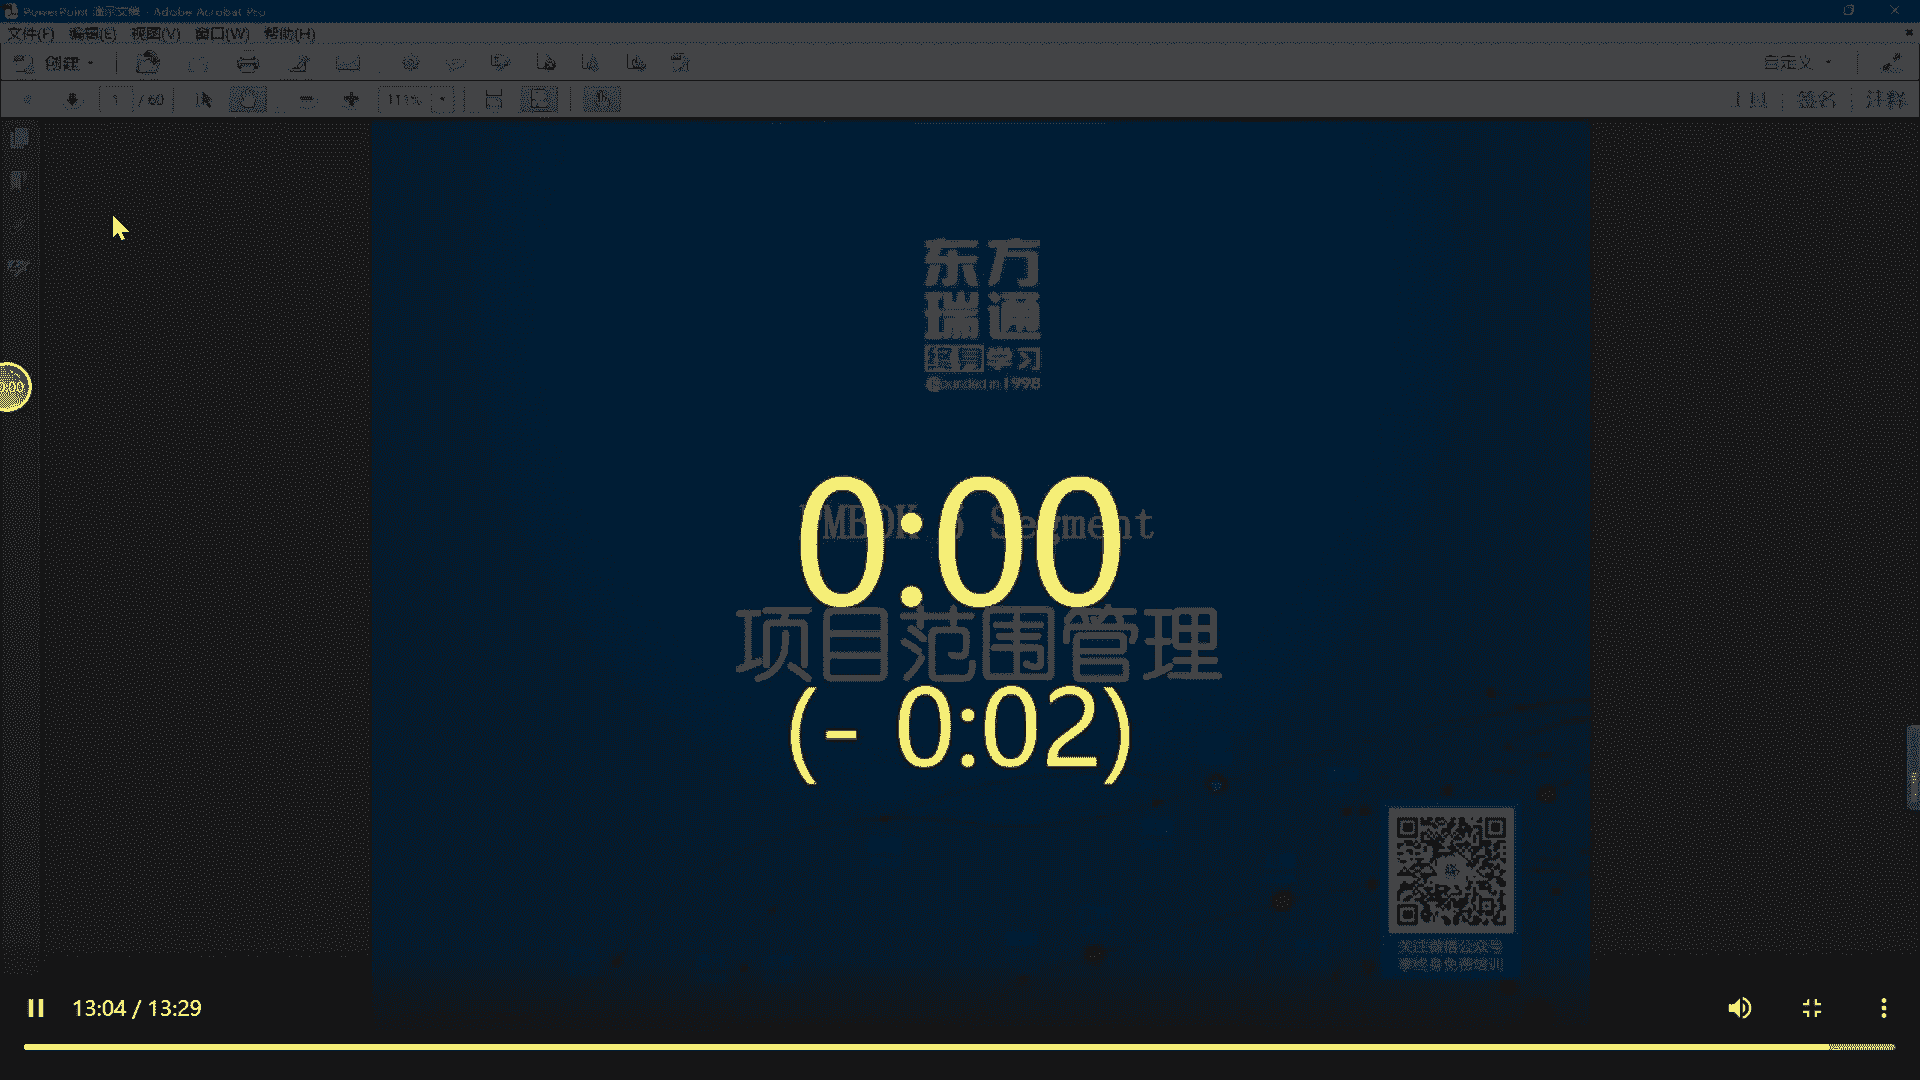 PowerPoint 演示文稿 - Adobe Acrobat Pro
文件(F) 编辑(E) 视图(V) 窗口(W) 帮助(H)
创建
自定义
1 / 60
111%
工具 签名 注释
东方
瑞通
终身学习
Founded in 1998
0:00
Segment
0:00
项目范围管理
(- 0:02)
关注微信公众号
享终身免费培训
13:04 / 13:29